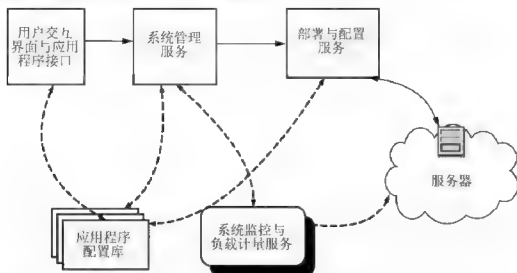 用户交互
界面与应用
程序接口
系统管理
服务
部署与配置
服务
服务器
应用程序
配置库
系统监控与
负载计量服务